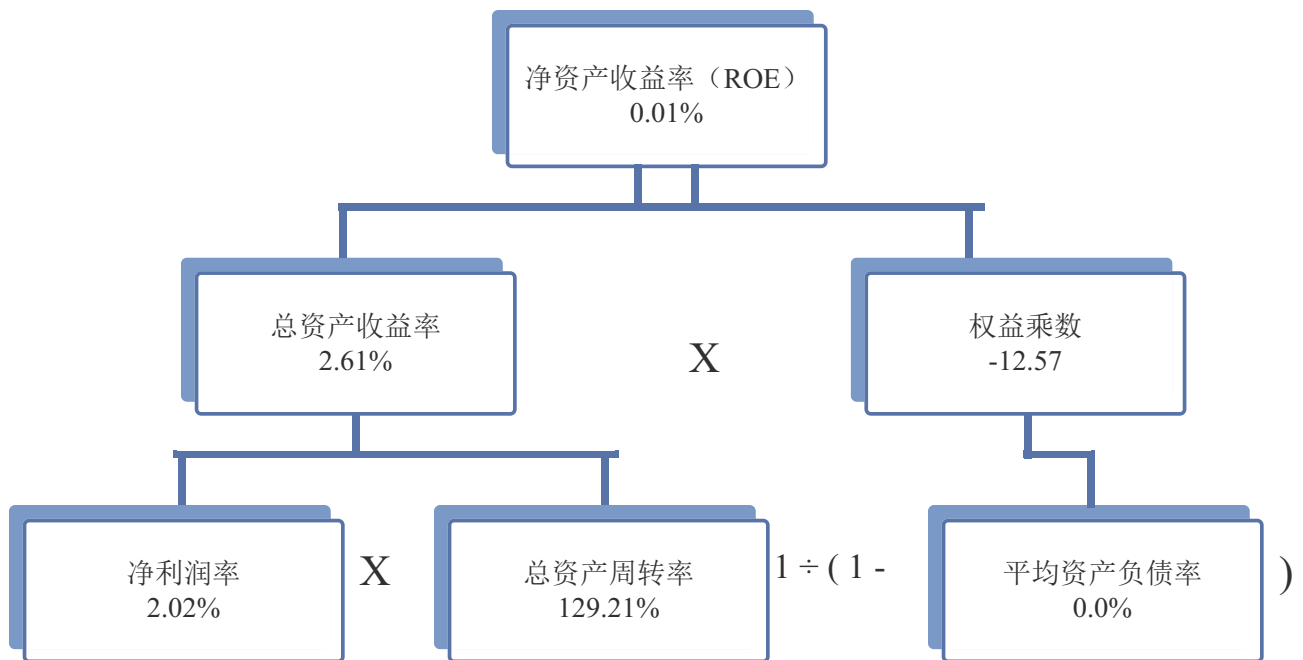 净资产收益率（ROE）
0.01%
总资产收益率
2.61%
X
权益乘数
-12.57
净利润率
2.02%
X
总资产周转率
129.21%
1 ÷ ( 1 -
平均资产负债率
0.0%
)